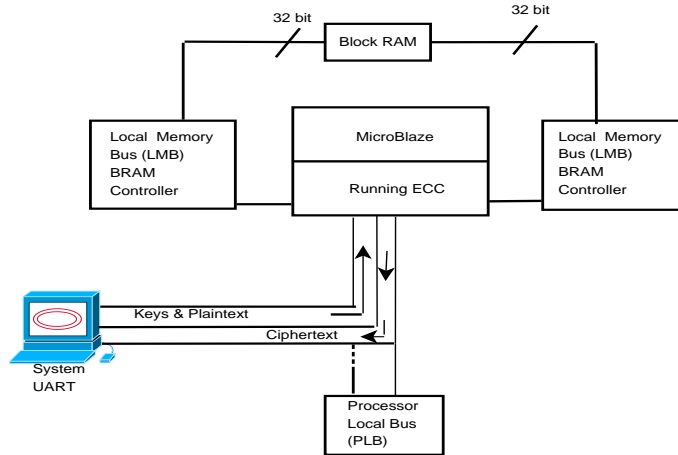 32 bit
32 bit
Block RAM
Local Memory
Bus (LMB)
BRAM
Controller
MicroBlaze
Running ECC
Local Memory
Bus (LMB)
BRAM
Controller
Keys & Plaintext
Ciphertext
System
UART
Processor
Local Bus
(PLB)